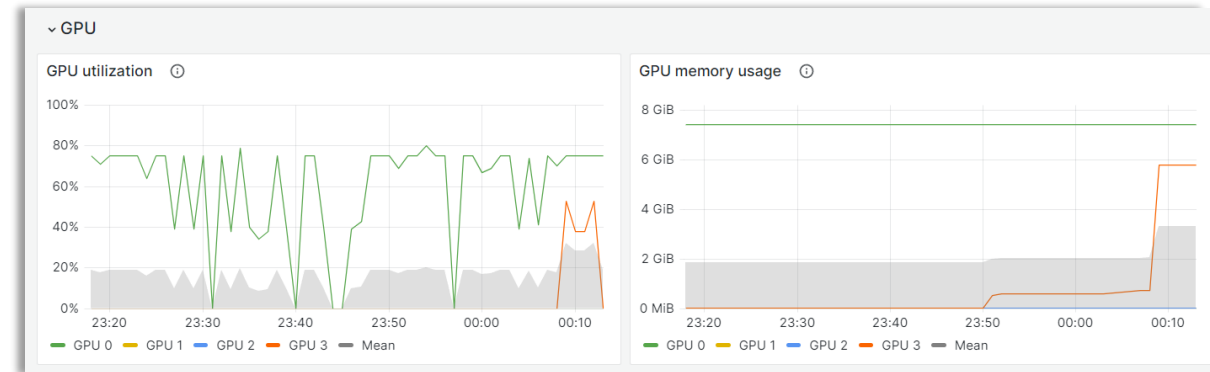 GPU
GPU utilization
100%
80%
60%
40%
20%
0%
23:20 23:30 23:40 23:50 00:00 00:10
GPU 0 GPU 1 GPU 2 GPU 3 Mean
GPU memory usage
8 GiB
6 GiB
4 GiB
2 GiB
0 MiB
23:20 23:30 23:40 23:50 00:00 00:10
GPU 0 GPU 1 GPU 2 GPU 3 Mean